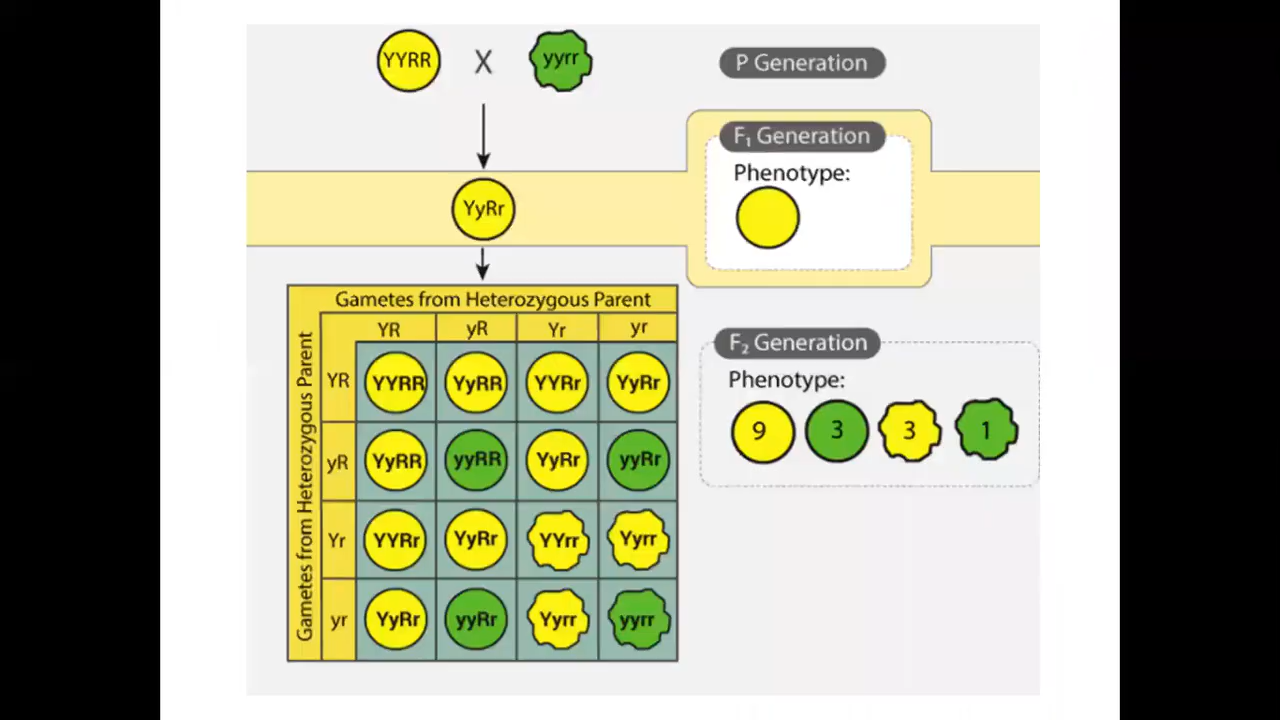 YYRR X yyrr
P Generation
F₁ Generation
Phenotype:
YyRr
Gametes from Heterozygous Parent
Gametes from Heterozygous Parent
YR yR Yr yr
YR YYRR YyRR YYRr YyRr
yR YyRR yyRR YyRr yyRr
Yr YYRr YyRr YYrr Yyrr
yr YyRr yyRr Yyrr yyrr
F₂ Generation
Phenotype:
9 3 3 1